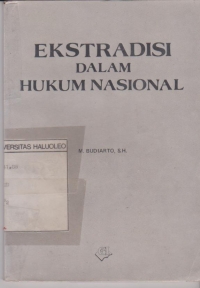 EKSTRADISI
DALAM
HUKUM NASIONAL
VERSITAS HALUOLEO
M. BUDIARTO, S.H.